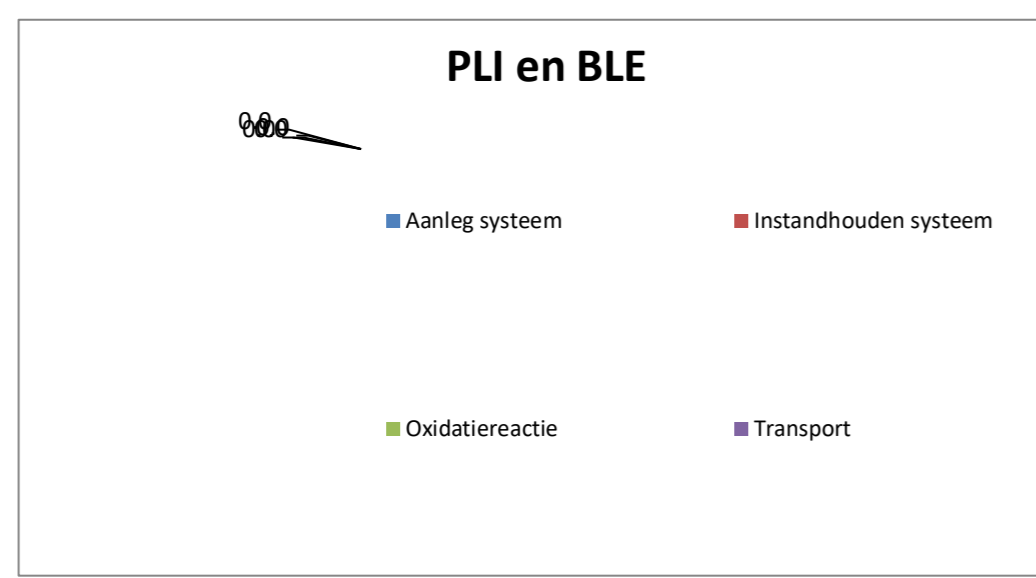 PLI en BLE
Aanleg systeem
Instandhouden systeem
Oxidatiereactie
Transport